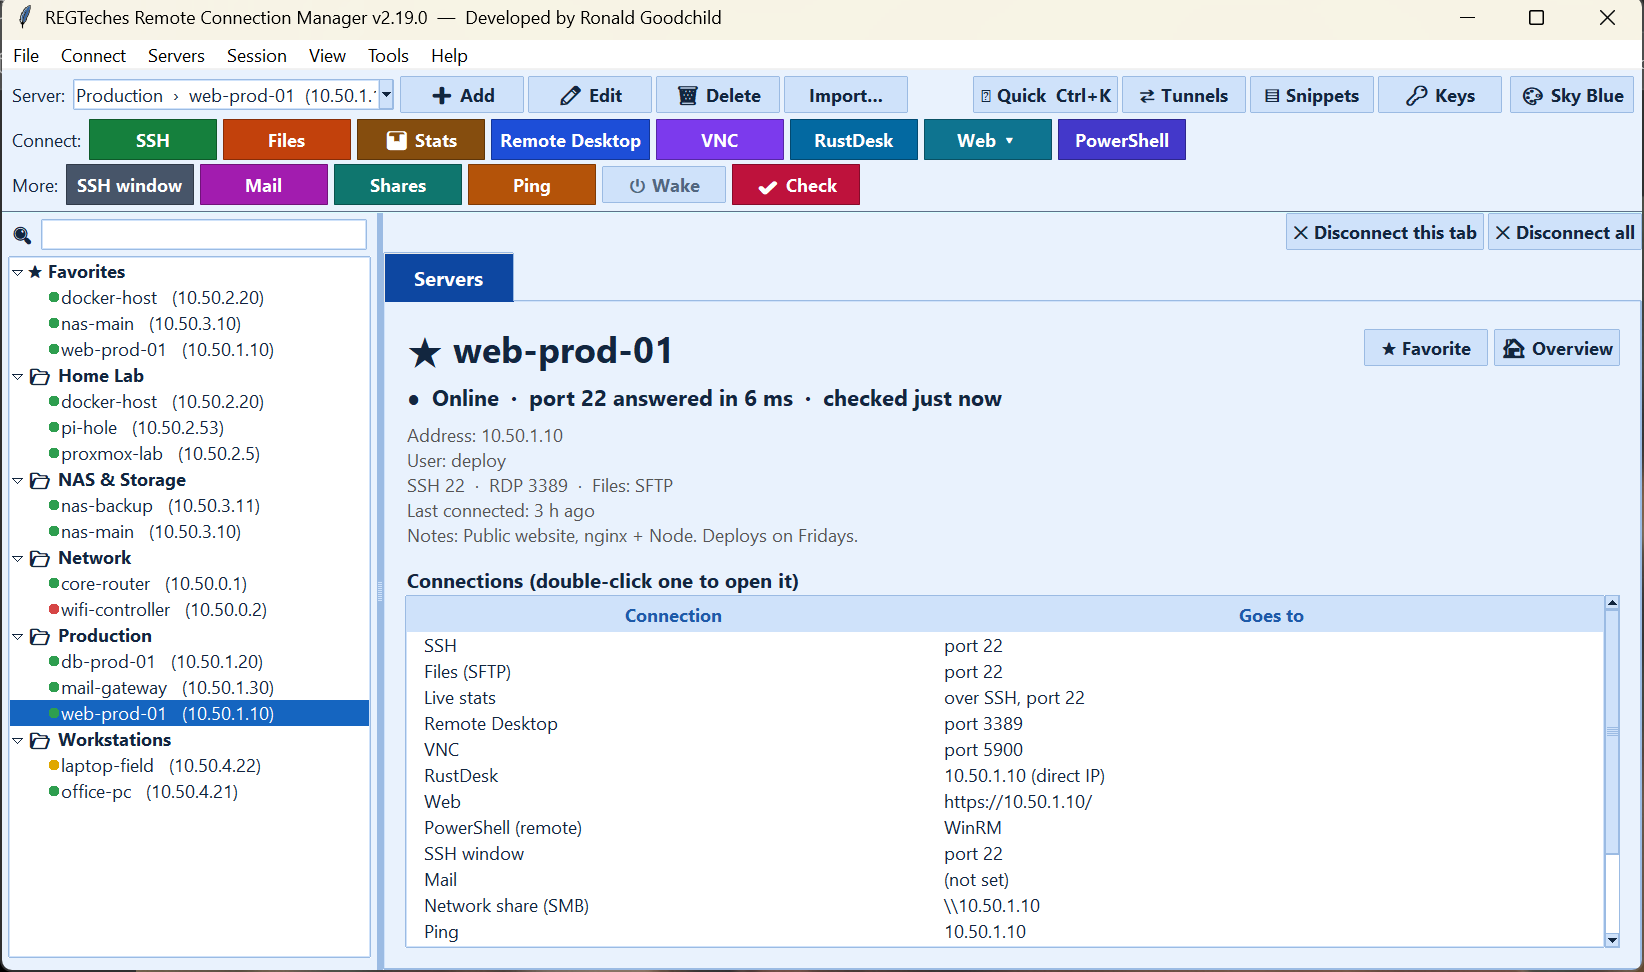 REGTeches Remote Connection Manager v2.19.0 — Developed by Ronald Goodchild
File Connect Servers Session View Tools Help
Server: Production › web-prod-01 (10.50.1. Add Edit Delete Import... Quick Ctrl+K Tunnels Snippets Keys Sky Blue
Connect: SSH Files Stats Remote Desktop VNC RustDesk Web PowerShell
More: SSH window Mail Shares Ping Wake Check
Disconnect this tab Disconnect all
Favorites
docker-host (10.50.2.20)
nas-main (10.50.3.10)
web-prod-01 (10.50.1.10)
Home Lab
docker-host (10.50.2.20)
pi-hole (10.50.2.53)
proxmox-lab (10.50.2.5)
NAS & Storage
nas-backup (10.50.3.11)
nas-main (10.50.3.10)
Network
core-router (10.50.0.1)
wifi-controller (10.50.0.2)
Production
db-prod-01 (10.50.1.20)
mail-gateway (10.50.1.30)
web-prod-01 (10.50.1.10)
Workstations
laptop-field (10.50.4.22)
office-pc (10.50.4.21)
Servers
★ web-prod-01
★ Favorite Overview
● Online · port 22 answered in 6 ms · checked just now
Address: 10.50.1.10
User: deploy
SSH 22 · RDP 3389 · Files: SFTP
Last connected: 3 h ago
Notes: Public website, nginx + Node. Deploys on Fridays.
Connections (double-click one to open it)
Connection Goes to
SSH port 22
Files (SFTP) port 22
Live stats over SSH, port 22
Remote Desktop port 3389
VNC port 5900
RustDesk 10.50.1.10 (direct IP)
Web https://10.50.1.10/
PowerShell (remote) WinRM
SSH window port 22
Mail (not set)
Network share (SMB) \\10.50.1.10
Ping 10.50.1.10